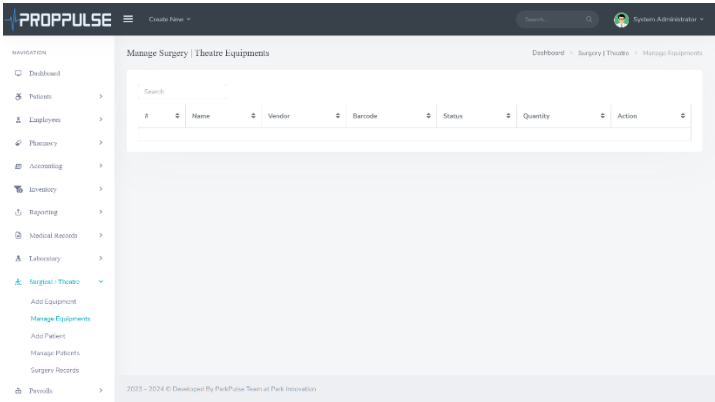 PROPPULSE
Create New
Search...
System Administrator
NAVIGATION
Dashboard
Patients
Employees
Pharmacy
Accounting
Inventory
Reporting
Medical Records
Laboratory
Surgical / Theatre
Add Equipment
Manage Equipments
Add Patient
Manage Patients
Surgery Records
Payrolls
Manage Surgery | Theatre Equipments
Dashboard > Surgery | Theatre > Manage Equipments
Search
# Name Vendor Barcode Status Quantity Action
2023 - 2024 © Developed By ParkPulse Team at Park Innovation